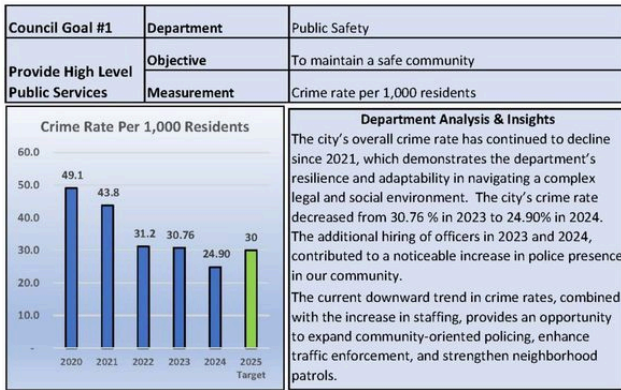 Council Goal #1
Department
Public Safety
Provide High Level
Public Services
Objective
To maintain a safe community
Measurement
Crime rate per 1,000 residents
Crime Rate Per 1,000 Residents
60.0
50.0
40.0
30.0
20.0
10.0
-
49.1
43.8
31.2
30.76
24.90
30
2020
2021
2022
2023
2024
2025
Target
Department Analysis & Insights
The city's overall crime rate has continued to decline
since 2021, which demonstrates the department's
resilience and adaptability in navigating a complex
legal and social environment. The city's crime rate
decreased from 30.76 % in 2023 to 24.90% in 2024.
The additional hiring of officers in 2023 and 2024,
contributed to a noticeable increase in police presence
in our community.
The current downward trend in crime rates, combined
with the increase in staffing, provides an opportunity
to expand community-oriented policing, enhance
traffic enforcement, and strengthen neighborhood
patrols.